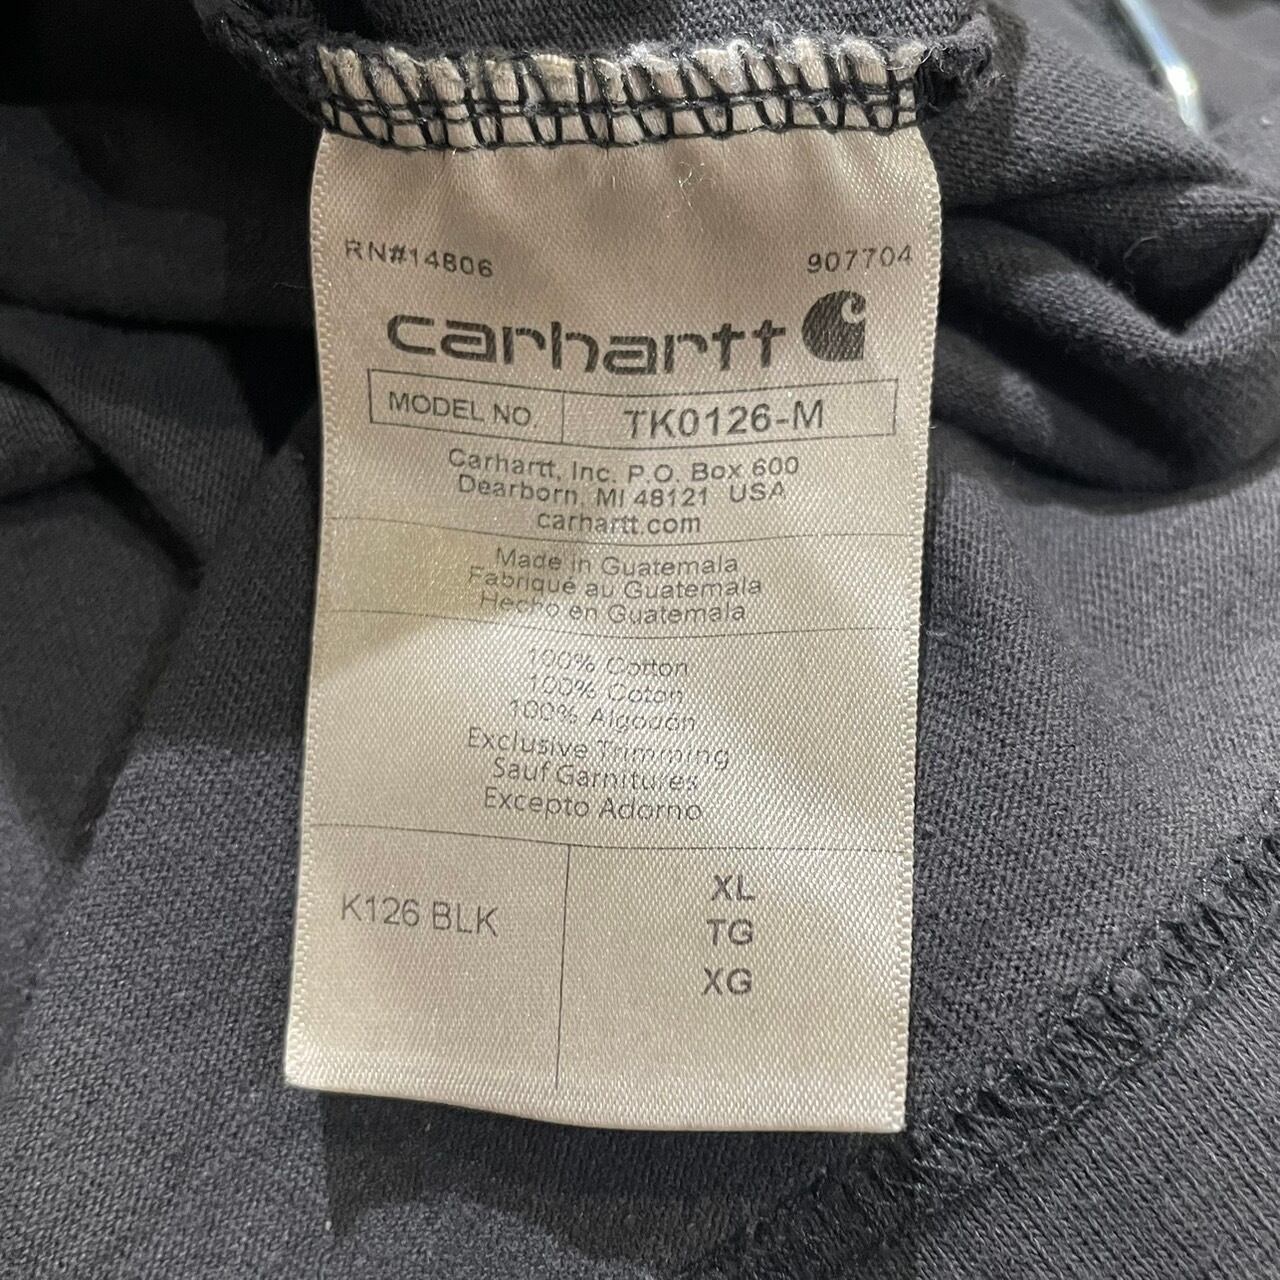 RN#14806 907704
carhartt
MODEL NO. TK0126-M
Carhartt, Inc. P.O. Box 600
Dearborn, MI 48121 USA
carhartt.com
Made in Guatemala
Fabriqué au Guatemala
Hecho en Guatemala
100% Cotton
100% Coton
100% Algodón
Exclusive Trimming
Sauf Garnitures
Excepto Adorno
K126 BLK
XL
TG
XG